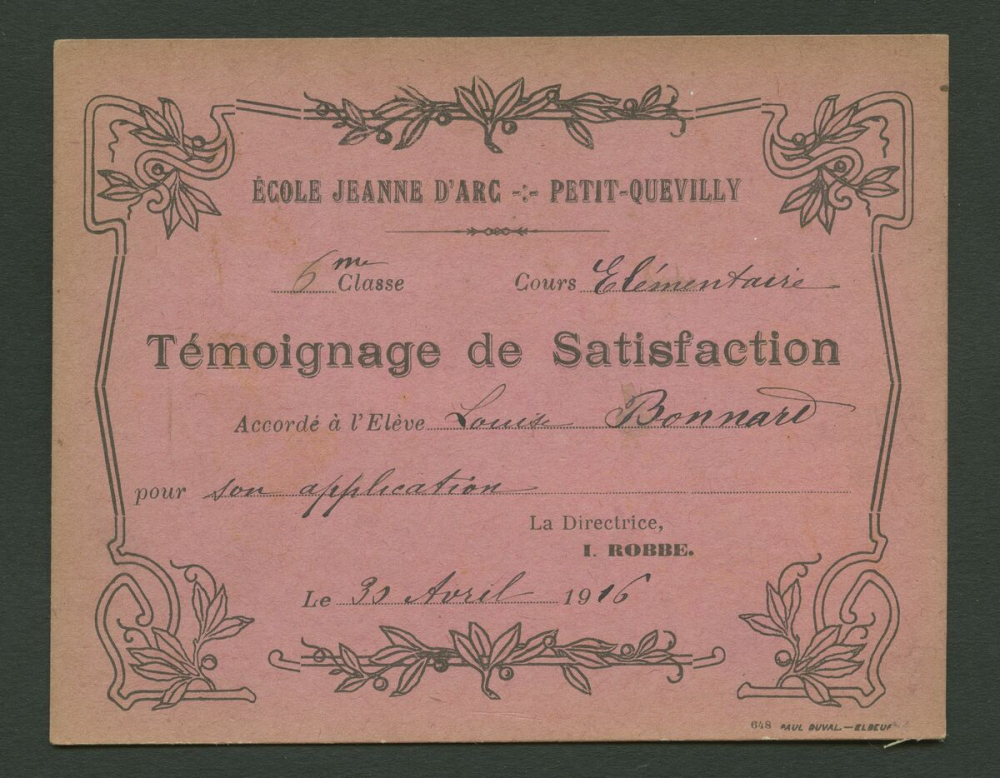 ÉCOLE JEANNE D'ARC -:- PETIT-QUEVILLY
6me Classe Cours Elémentaire
Témoignage de Satisfaction
Accordé à l'Elève Louise Bonnard
pour son application
La Directrice,
I. ROBBE.
Le 30 Avril 1916
648 PAUL DUVAL.—ELBEUF